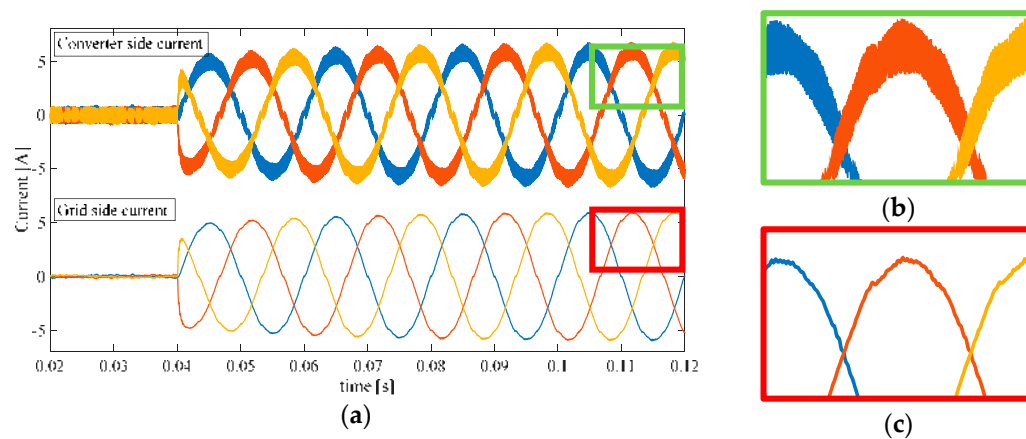 Converter side current
5
0
-5
Current [A]
Grid side current
5
0
-5
0.02 0.03 0.04 0.05 0.06 0.07 0.08 0.09 0.1 0.11 0.12
time [s]
(a)
(b)
(c)